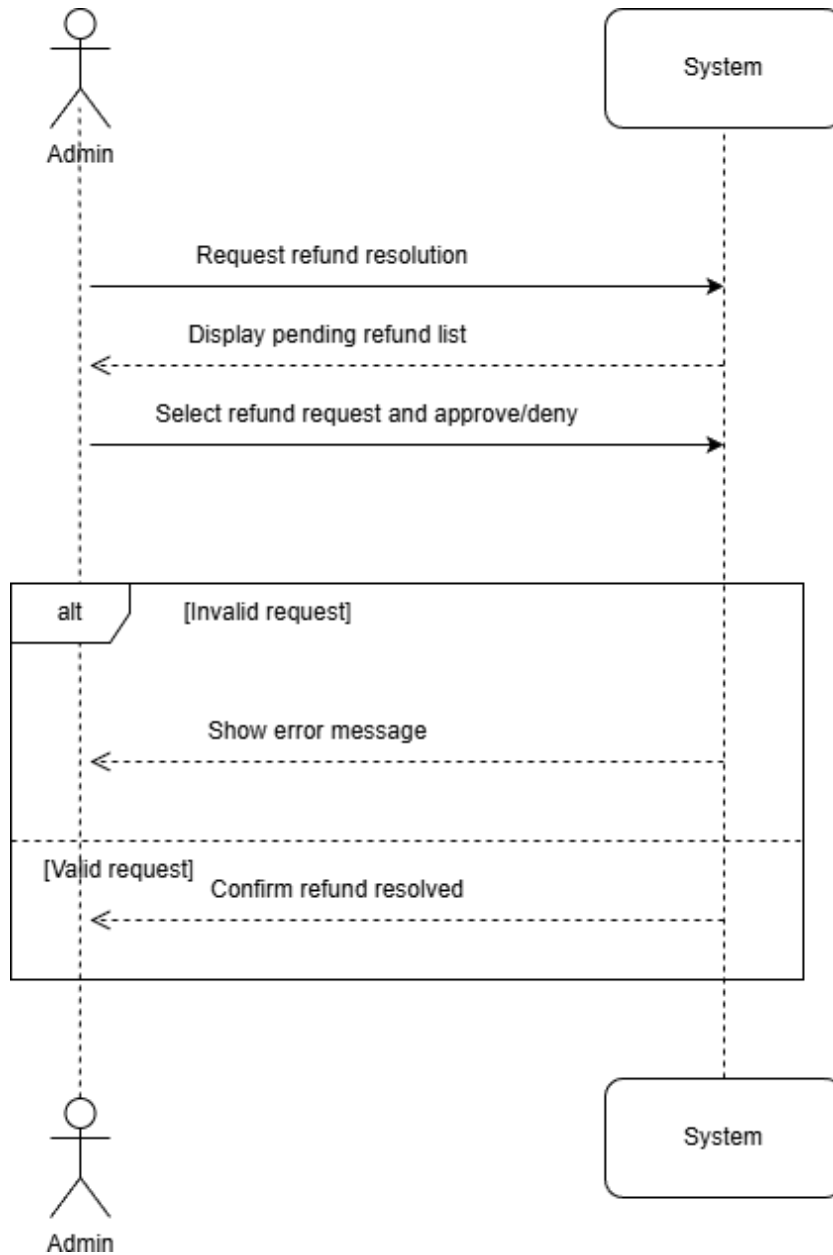 System
Admin
Request refund resolution
Display pending refund list
Select refund request and approve/deny
alt
[Invalid request]
Show error message
[Valid request]
Confirm refund resolved
System
Admin